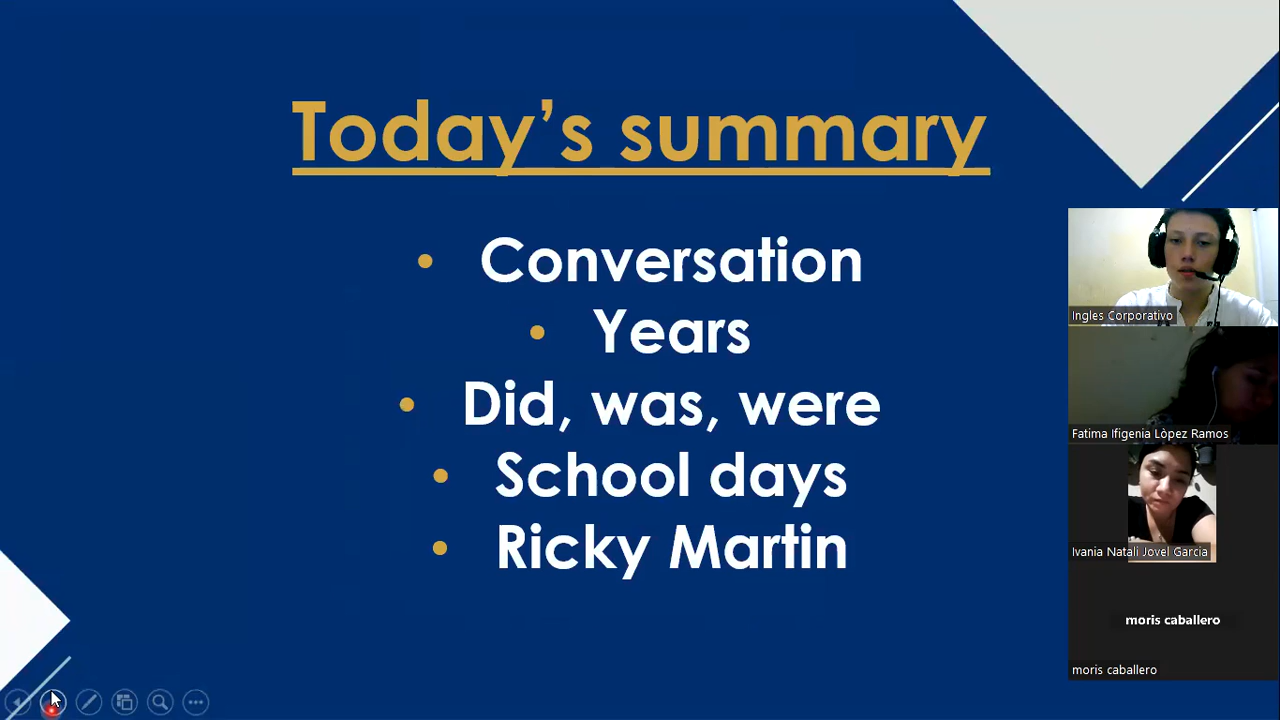 Today's summary
• Conversation
• Years
• Did, was, were
• School days
• Ricky Martin
Ingles Corporativo
Fatima Ifigenia Lòpez Ramos
Ivania Natali Jovel Garcia
moris caballero
moris caballero